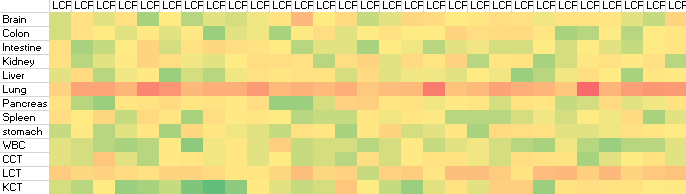 LCF LCF LCF LCF LCF LCF LCF LCF LCF LCF LCF LCF LCF LCF LCF LCF LCF LCF LCF LCF LCF LCF LCF LCF LCF LCF LCF LCF LCF
Brain
Colon
Intestine
Kidney
Liver
Lung
Pancreas
Spleen
stomach
WBC
CCT
LCT
KCT